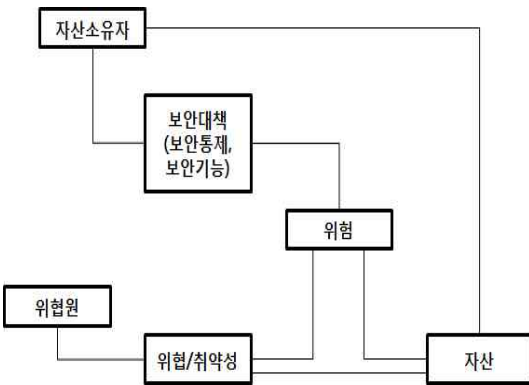 자산소유자
보안대책
(보안통제,
보안기능)
위험
위협원
위협/취약성
자산